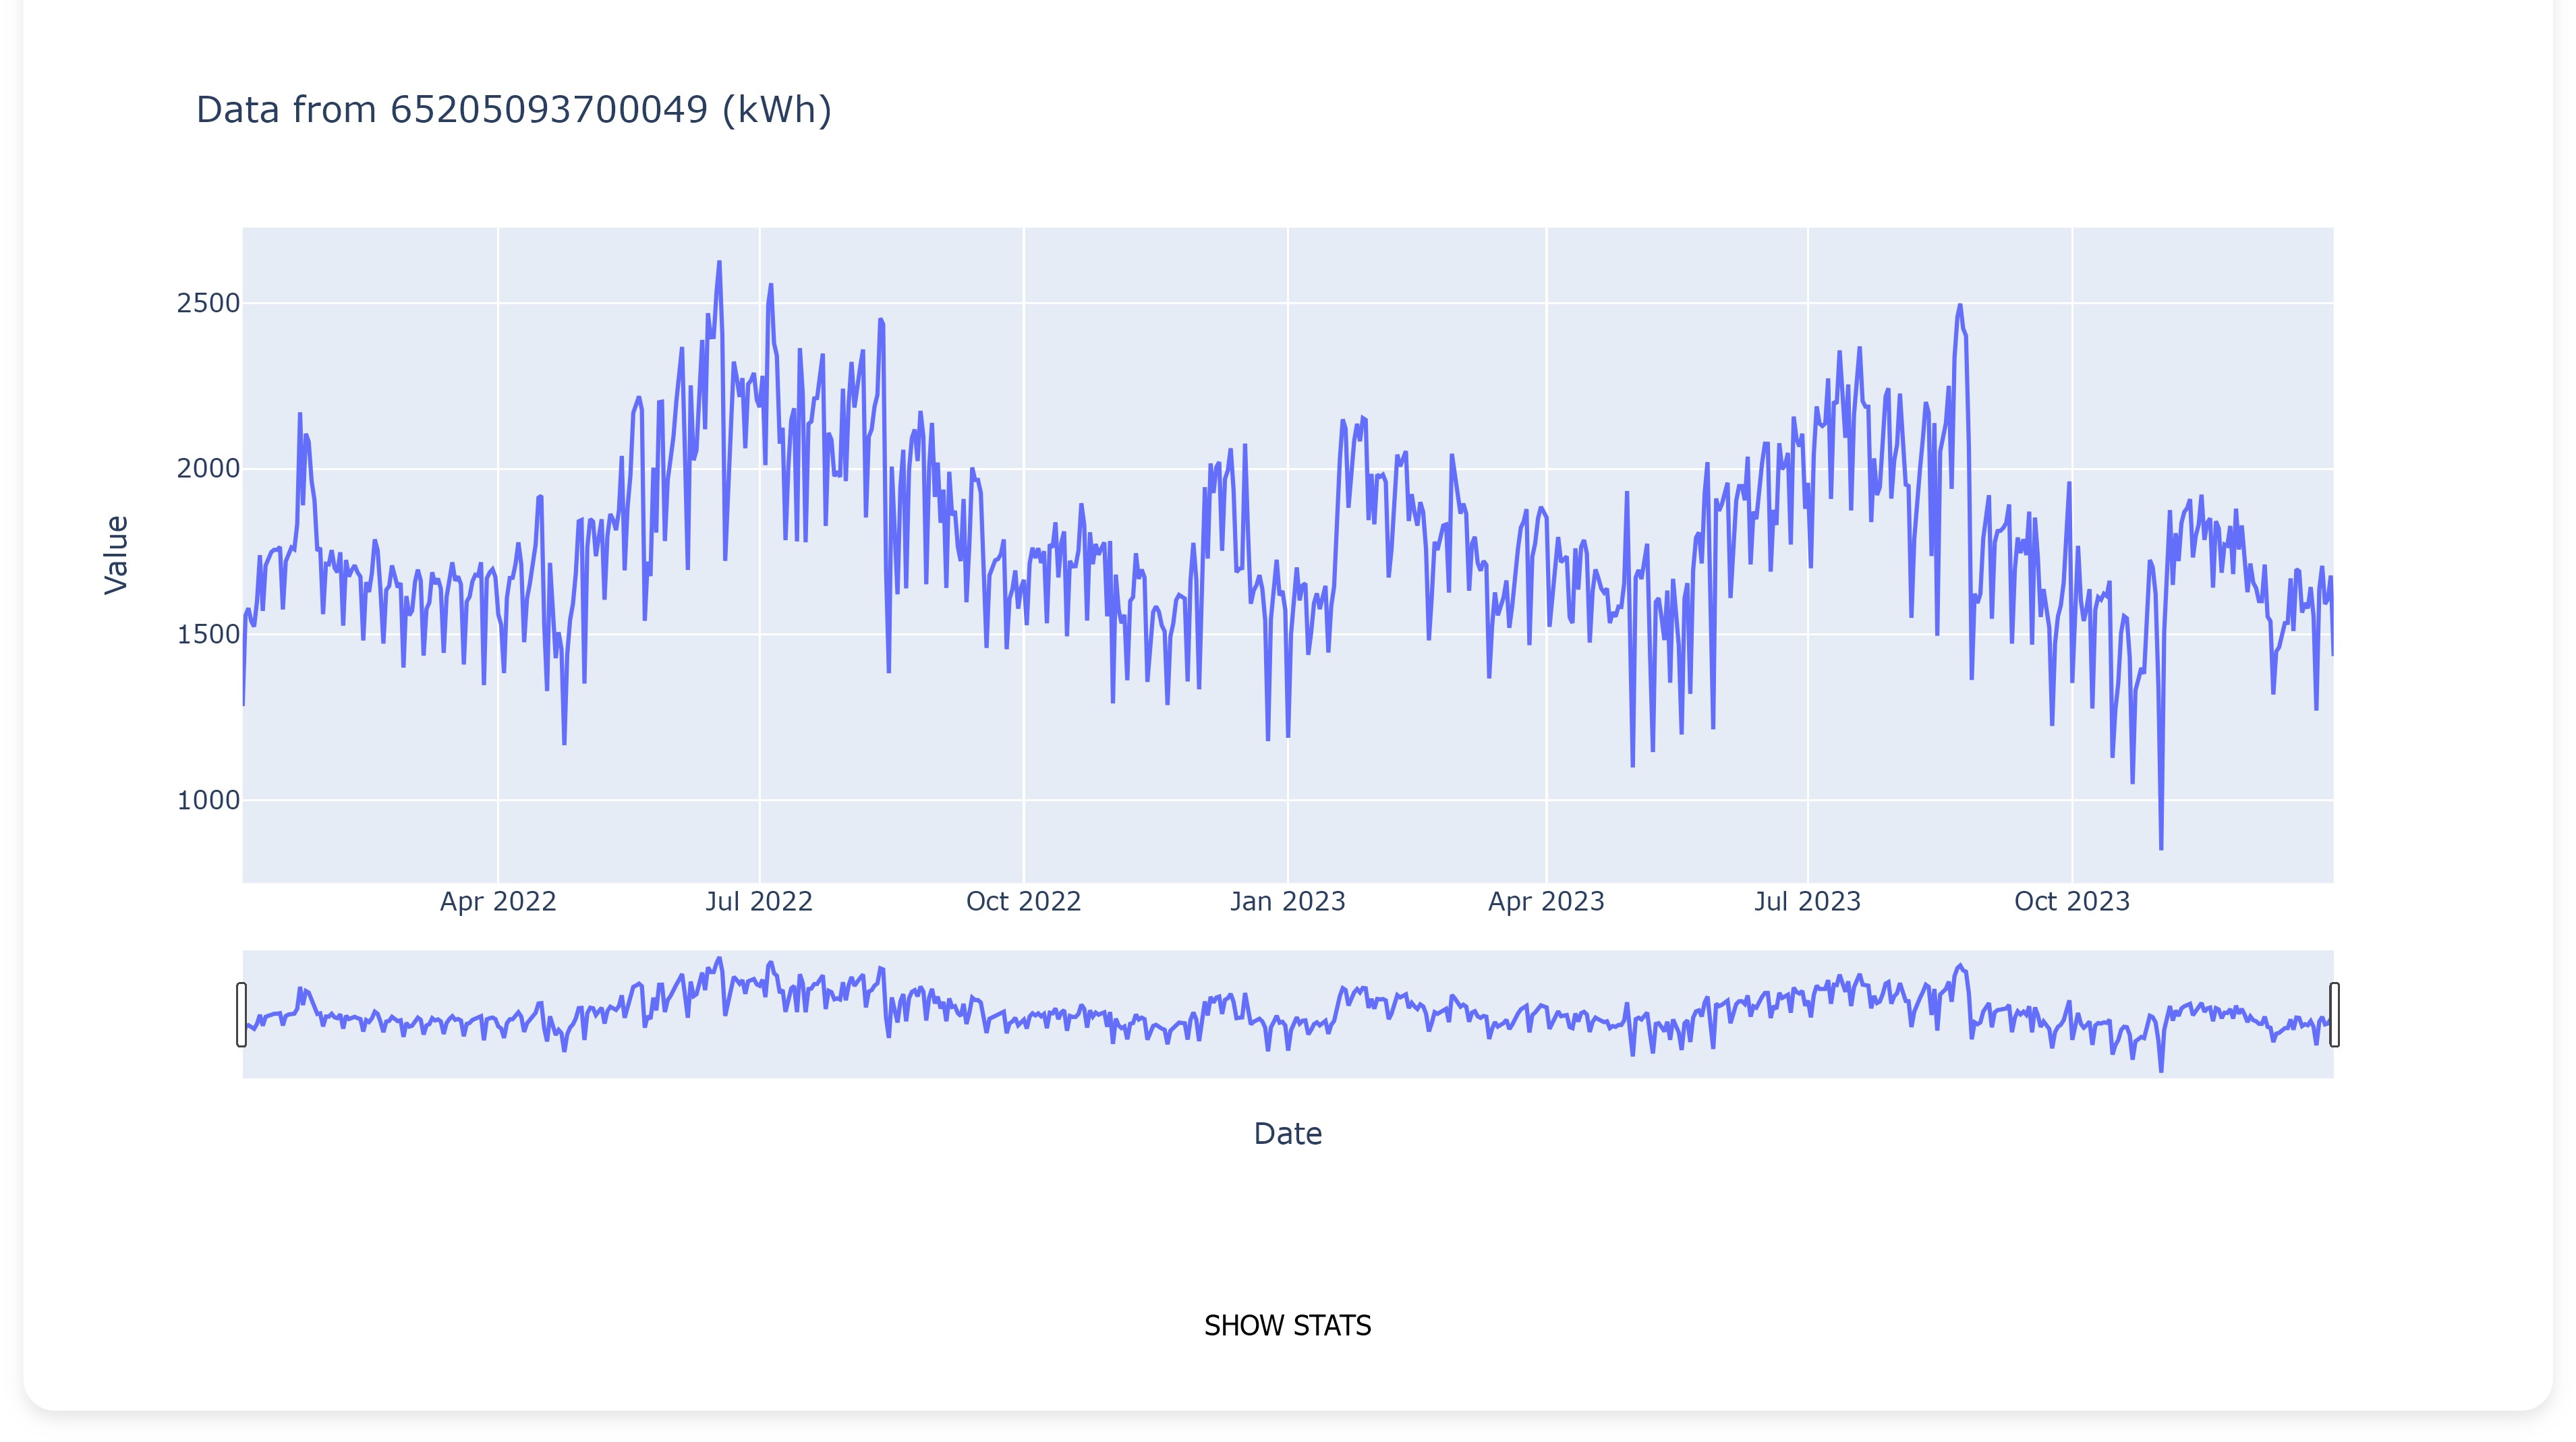 Data from 65205093700049 (kWh)
Value
2500
2000
1500
1000
Apr 2022
Jul 2022
Oct 2022
Jan 2023
Apr 2023
Jul 2023
Oct 2023
Date
SHOW STATS